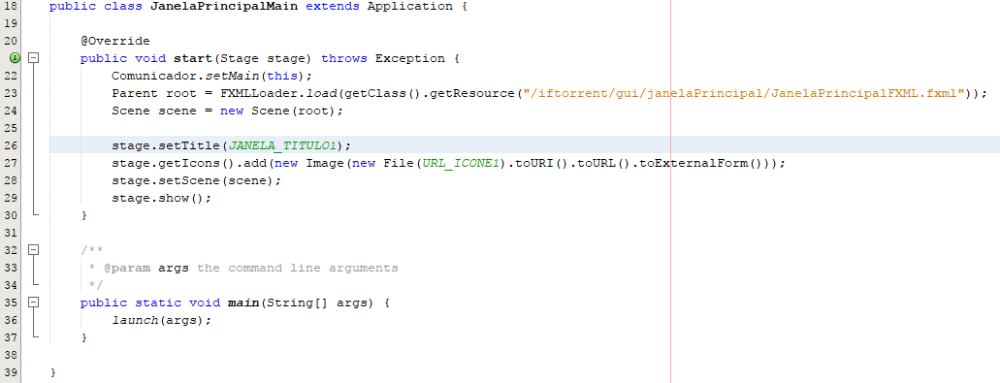 18 public class JanelaPrincipalMain extends Application {
19
20 @Override
public void start(Stage stage) throws Exception {
22 Comunicador.setMain(this);
23 Parent root = FXMLLoader.load(getClass().getResource("/iftorrent/gui/janelaPrincipal/JanelaPrincipalFXML.fxml"));
24 Scene scene = new Scene(root);
25
26 stage.setTitle(JANELA_TITULO1);
27 stage.getIcons().add(new Image(new File(URL_ICONE1).toURI().toURL().toExternalForm()));
28 stage.setScene(scene);
29 stage.show();
30 }
31
32 /**
33 * @param args the command line arguments
34 */
35 public static void main(String[] args) {
36 launch(args);
37 }
38
39 }